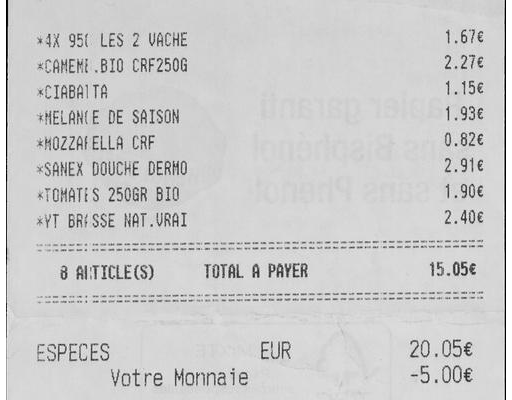 *4X 95( LES 2 VACHE 1.67€
*CAMEME.BIO CRF250G 2.27€
*CIABATTA 1.15€
*MELANGE DE SAISON 1.93€
*MOZZARELLA CRF 0.82€
*SANEX DOUCHE DERMO 2.91€
*TOMATES 250GR BIO 1.90€
*YT BRASSE NAT.VRAI 2.40€
8 ARTICLE(S) TOTAL A PAYER 15.05€
ESPECES EUR 20.05€
Votre Monnaie -5.00€
Papier garanti
sans Bisphénol
et sans Phénol